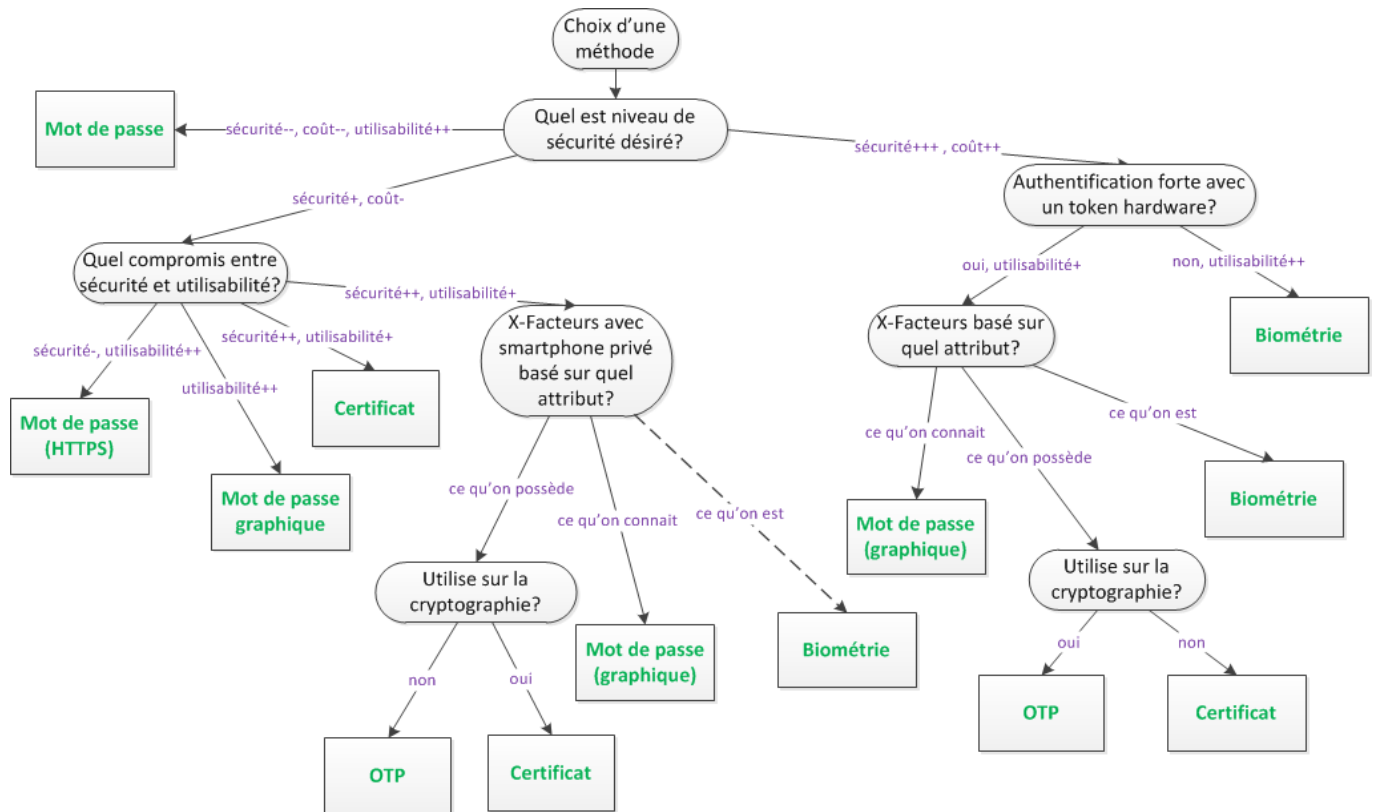 Choix d'une
méthode
Quel est niveau de
sécurité désiré?
Mot de passe
sécurité--, coût--, utilisabilité++
sécurité+++ , coût++
Authentification forte avec
un token hardware?
sécurité+, coût-
Quel compromis entre
sécurité et utilisabilité?
oui, utilisabilité+
non, utilisabilité++
sécurité++, utilisabilité+
X-Facteurs avec
smartphone privé
basé sur quel
attribut?
X-Facteurs basé sur
quel attribut?
Biométrie
sécurité++, utilisabilité+
sécurité-, utilisabilité++
utilisabilité++
Certificat
Mot de passe
(HTTPS)
ce qu'on est
ce qu'on connait
ce qu'on possède
Mot de passe
graphique
ce qu'on possède
ce qu'on connait
ce qu'on est
Biométrie
Mot de passe
(graphique)
Utilise sur la
cryptographie?
Utilise sur la
cryptographie?
Mot de passe
(graphique)
Biométrie
oui
non
non
oui
OTP
Certificat
OTP
Certificat